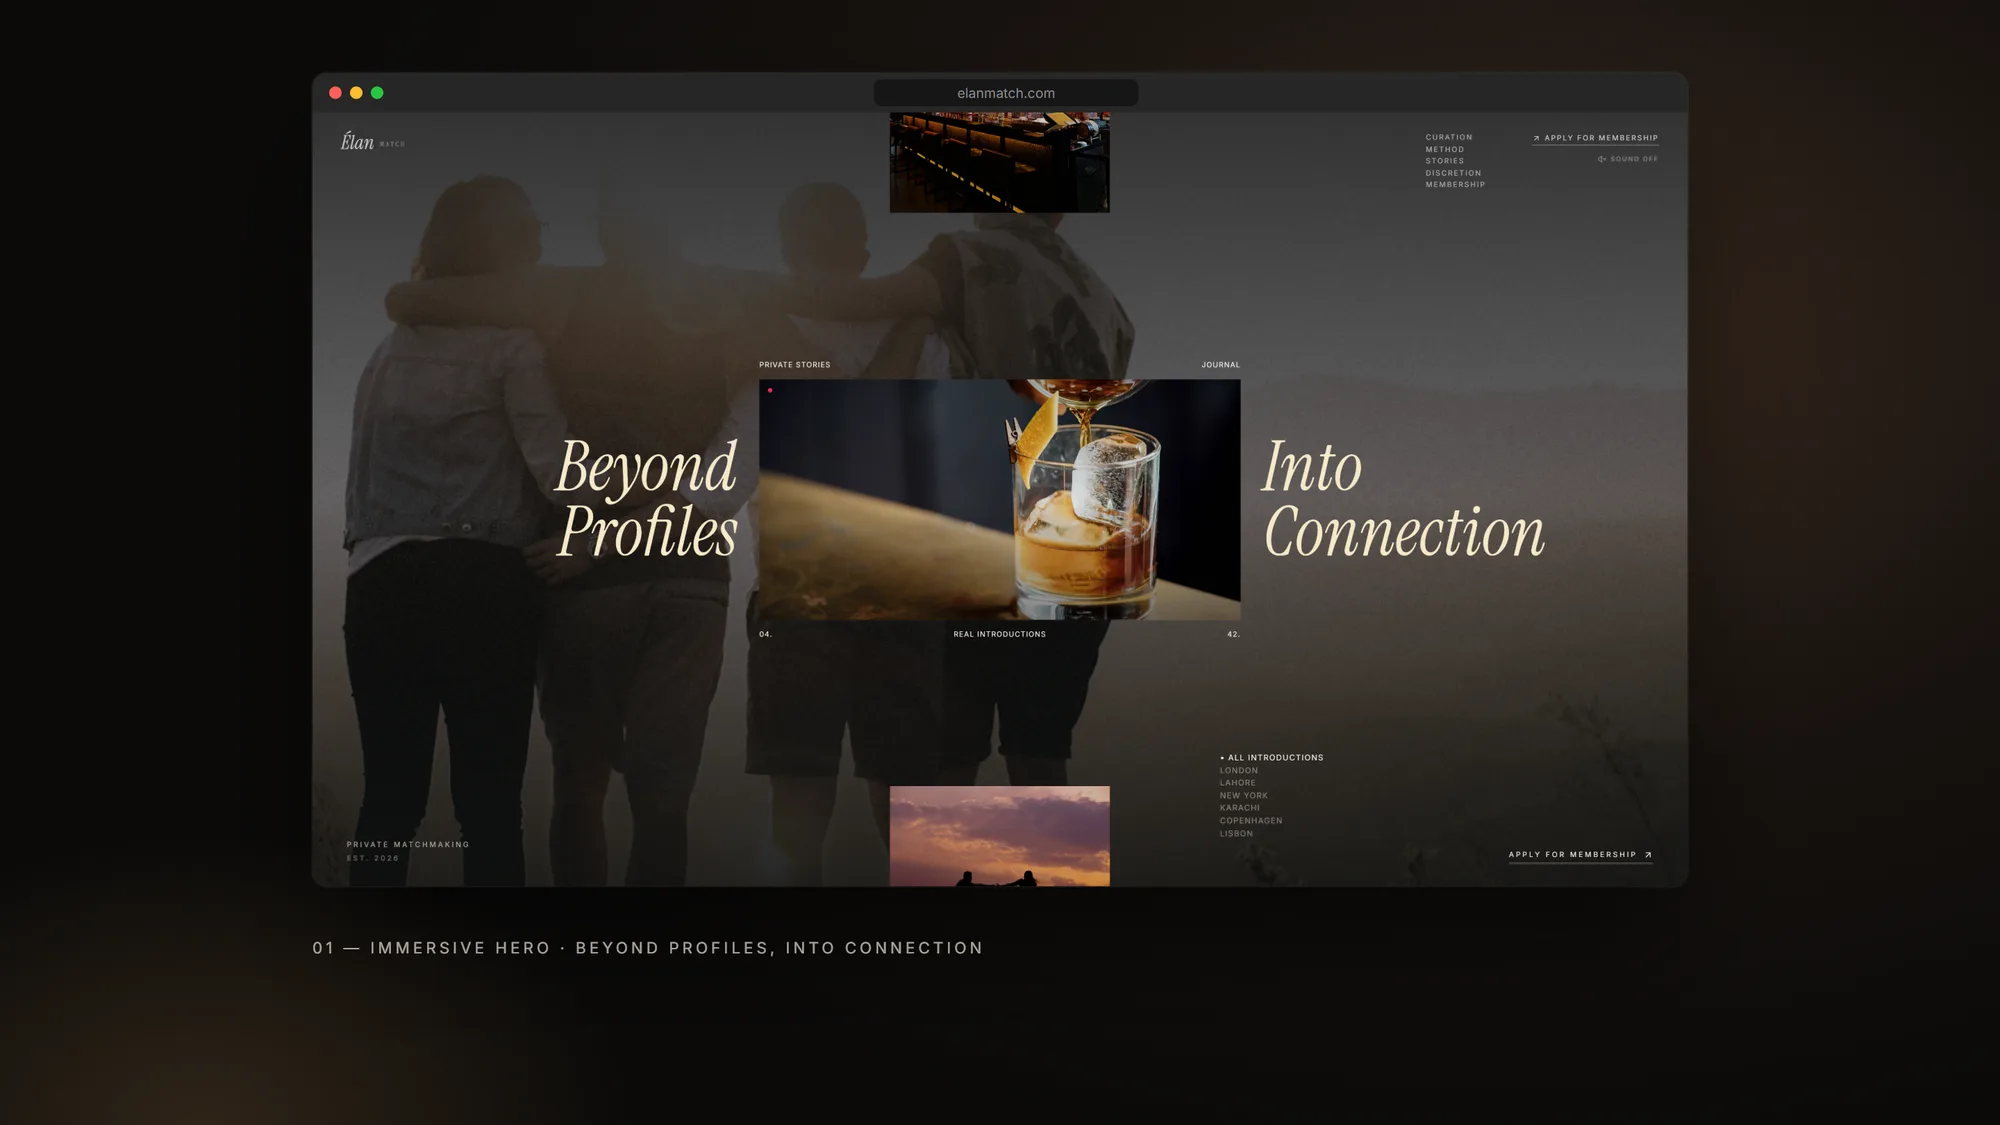 elanmatch.com
Élan MATCH
CURATION
METHOD
STORIES
DISCRETION
MEMBERSHIP
APPLY FOR MEMBERSHIP
SOUND OFF
PRIVATE STORIES
JOURNAL
Beyond
Profiles
Into
Connection
04.
REAL INTRODUCTIONS
42.
• ALL INTRODUCTIONS
LONDON
LAHORE
NEW YORK
KARACHI
COPENHAGEN
LISBON
PRIVATE MATCHMAKING
EST. 2026
APPLY FOR MEMBERSHIP
01 — IMMERSIVE HERO · BEYOND PROFILES, INTO CONNECTION